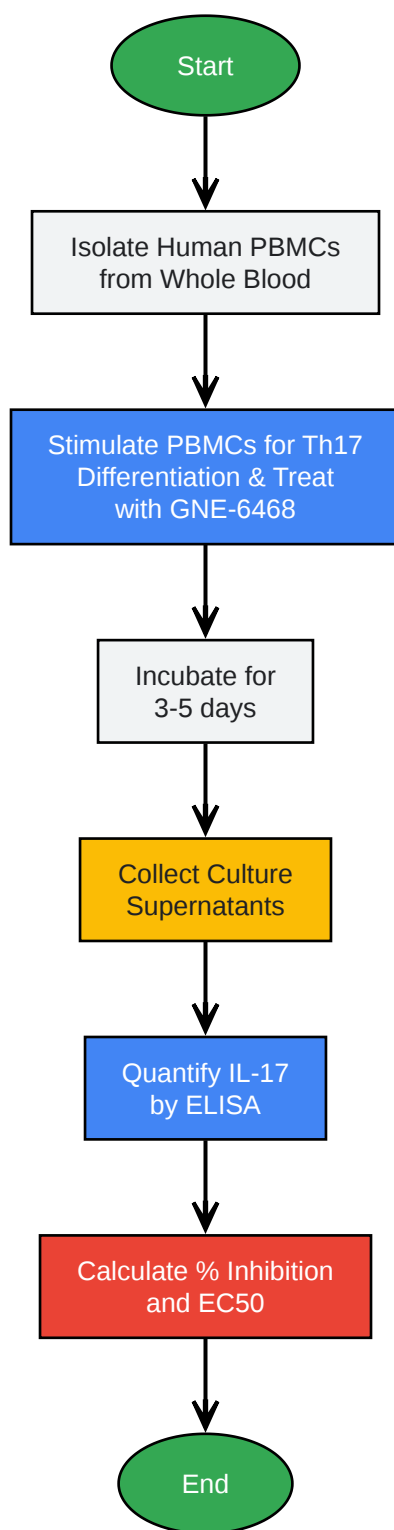 Start
Isolate Human PBMCs
from Whole Blood
Stimulate PBMCs for Th17
Differentiation & Treat
with GNE-6468
Incubate for
3-5 days
Collect Culture
Supernatants
Quantify IL-17
by ELISA
Calculate % Inhibition
and EC50
End